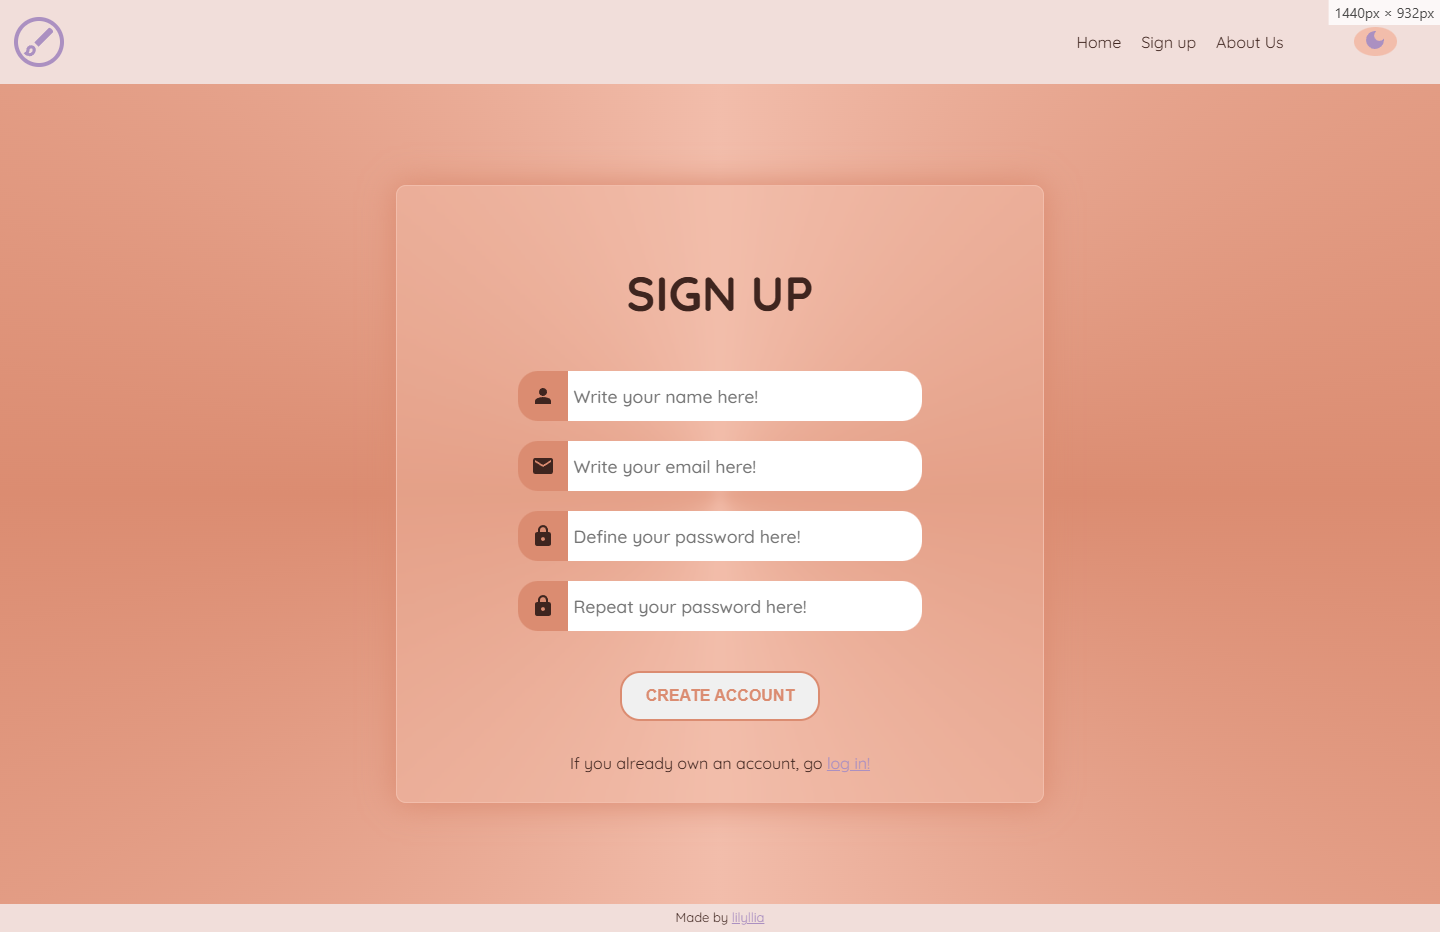 1440px × 932px
Home Sign up About Us
SIGN UP
Write your name here!
Write your email here!
Define your password here!
Repeat your password here!
CREATE ACCOUNT
If you already own an account, go log in!
Made by lilyllia